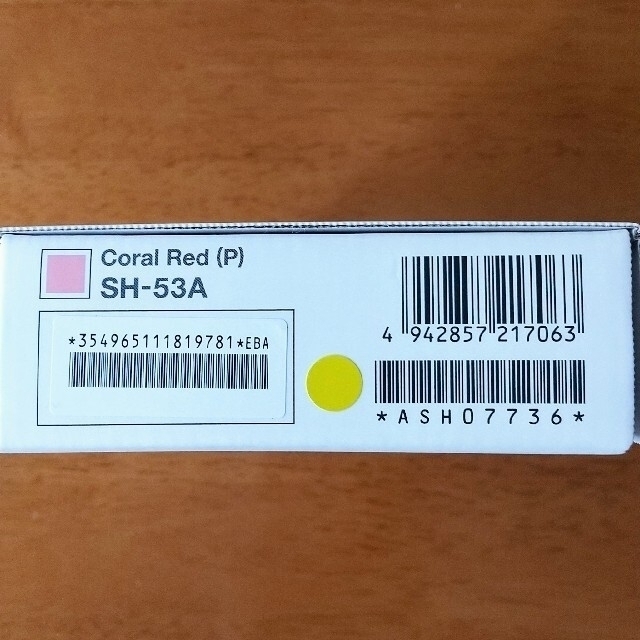 Coral Red (P)
SH-53A
*354965111819781*EBA
4 942857 217063
*ASH07736*